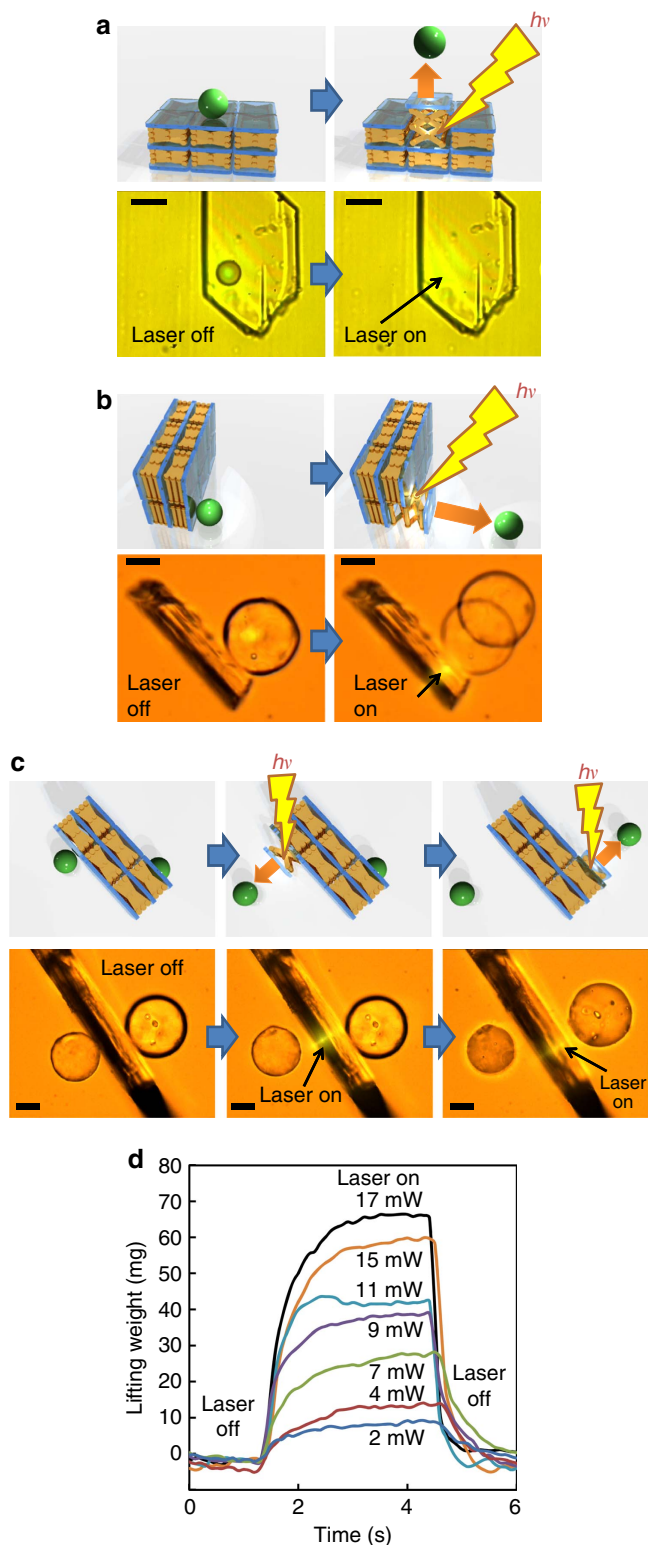 a
hν
Laser off
Laser on
b
hν
Laser
off
Laser
on
c
hν
hν
Laser off
Laser on
Laser
on
d
80
70
60
50
40
30
20
10
0
Lifting weight (mg)
Laser on
17 mW
15 mW
11 mW
9 mW
7 mW
4 mW
2 mW
Laser
off
Laser
off
0
2
4
6
Time (s)